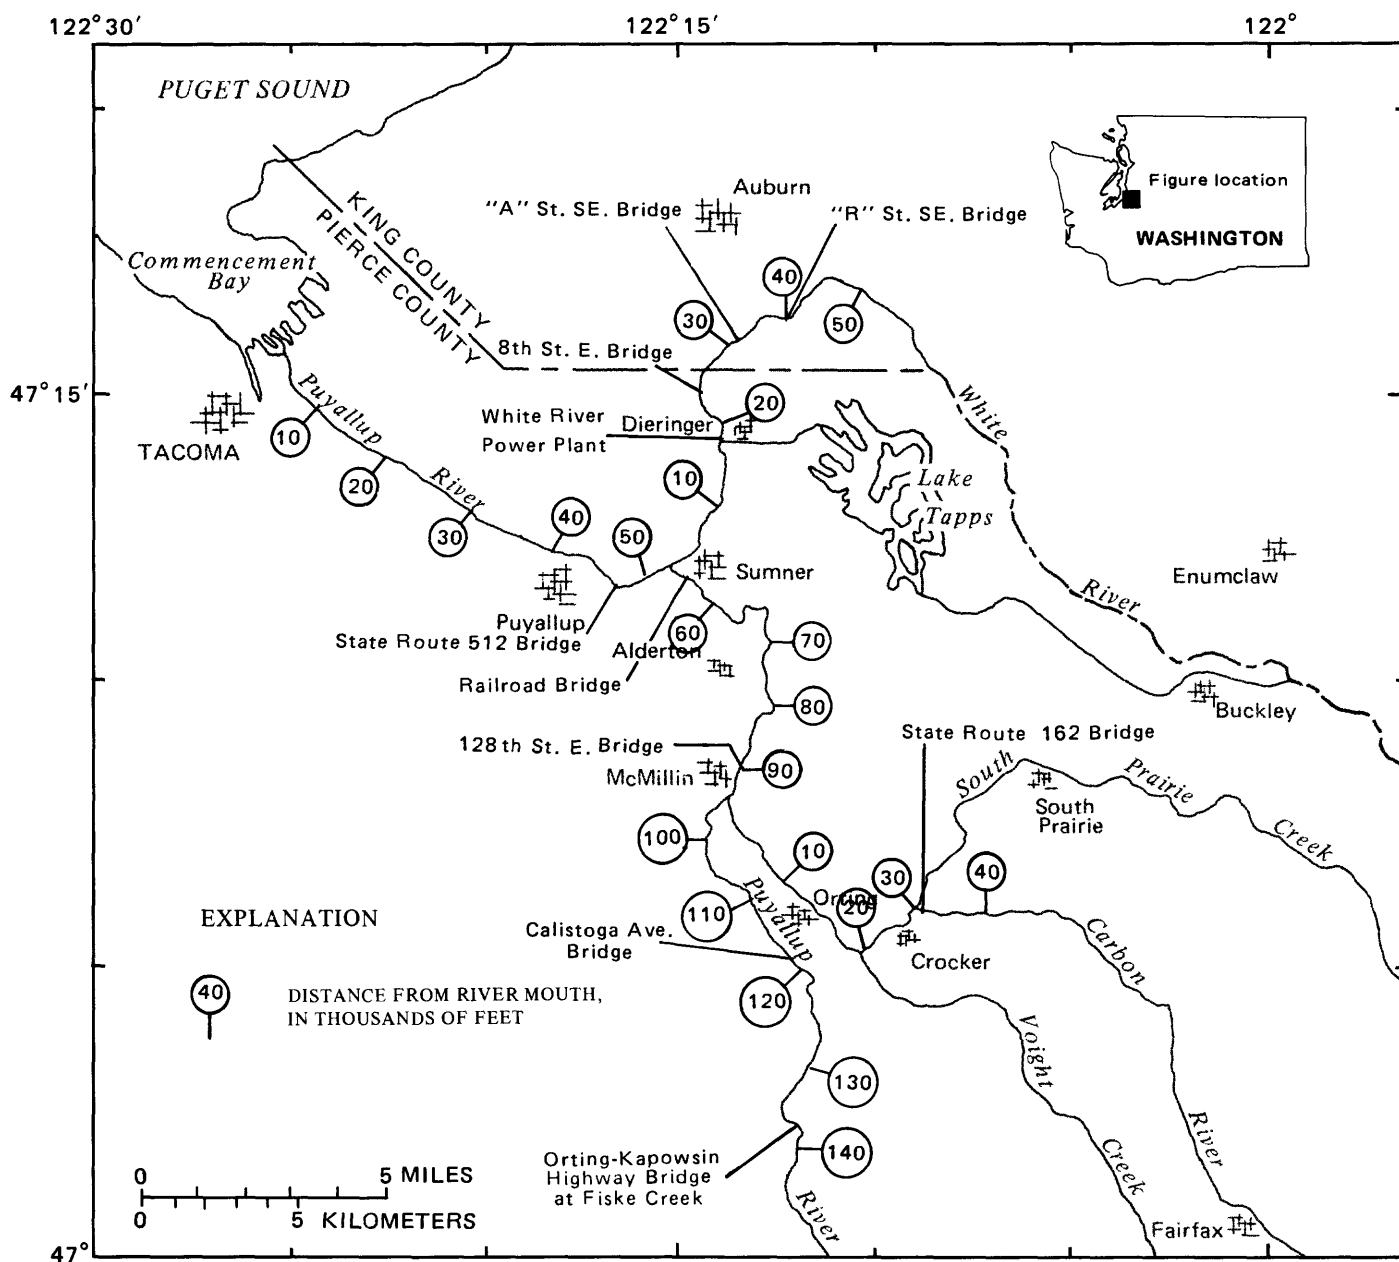 122°30′ 122°15′ 122°
PUGET SOUND
Figure location
WASHINGTON
Auburn
"A" St. SE. Bridge
"R" St. SE. Bridge
KING COUNTY
PIERCE COUNTY
Commencement
Bay
40
30
50
8th St. E. Bridge
47°15′
White
River
TACOMA
Puyallup
River
10
20
30
40
50
White River
Power Plant
Dieringer
20
10
Lake
Tapps
Enumclaw
Sumner
Puyallup
State Route 512 Bridge
60
Alderton
Railroad Bridge
70
80
Buckley
128th St. E. Bridge
McMillin
90
State Route 162 Bridge
South
Prairie
Creek
South
Prairie
100
10
30
40
110
Puyallup
Orting
20
Calistoga Ave.
Bridge
Crocker
Carbon
River
120
Voight
Creek
130
140
Orting-Kapowsin
Highway Bridge
at Fiske Creek
River
Fairfax
EXPLANATION
40
DISTANCE FROM RIVER MOUTH,
IN THOUSANDS OF FEET
0 5 MILES
0 5 KILOMETERS
47°